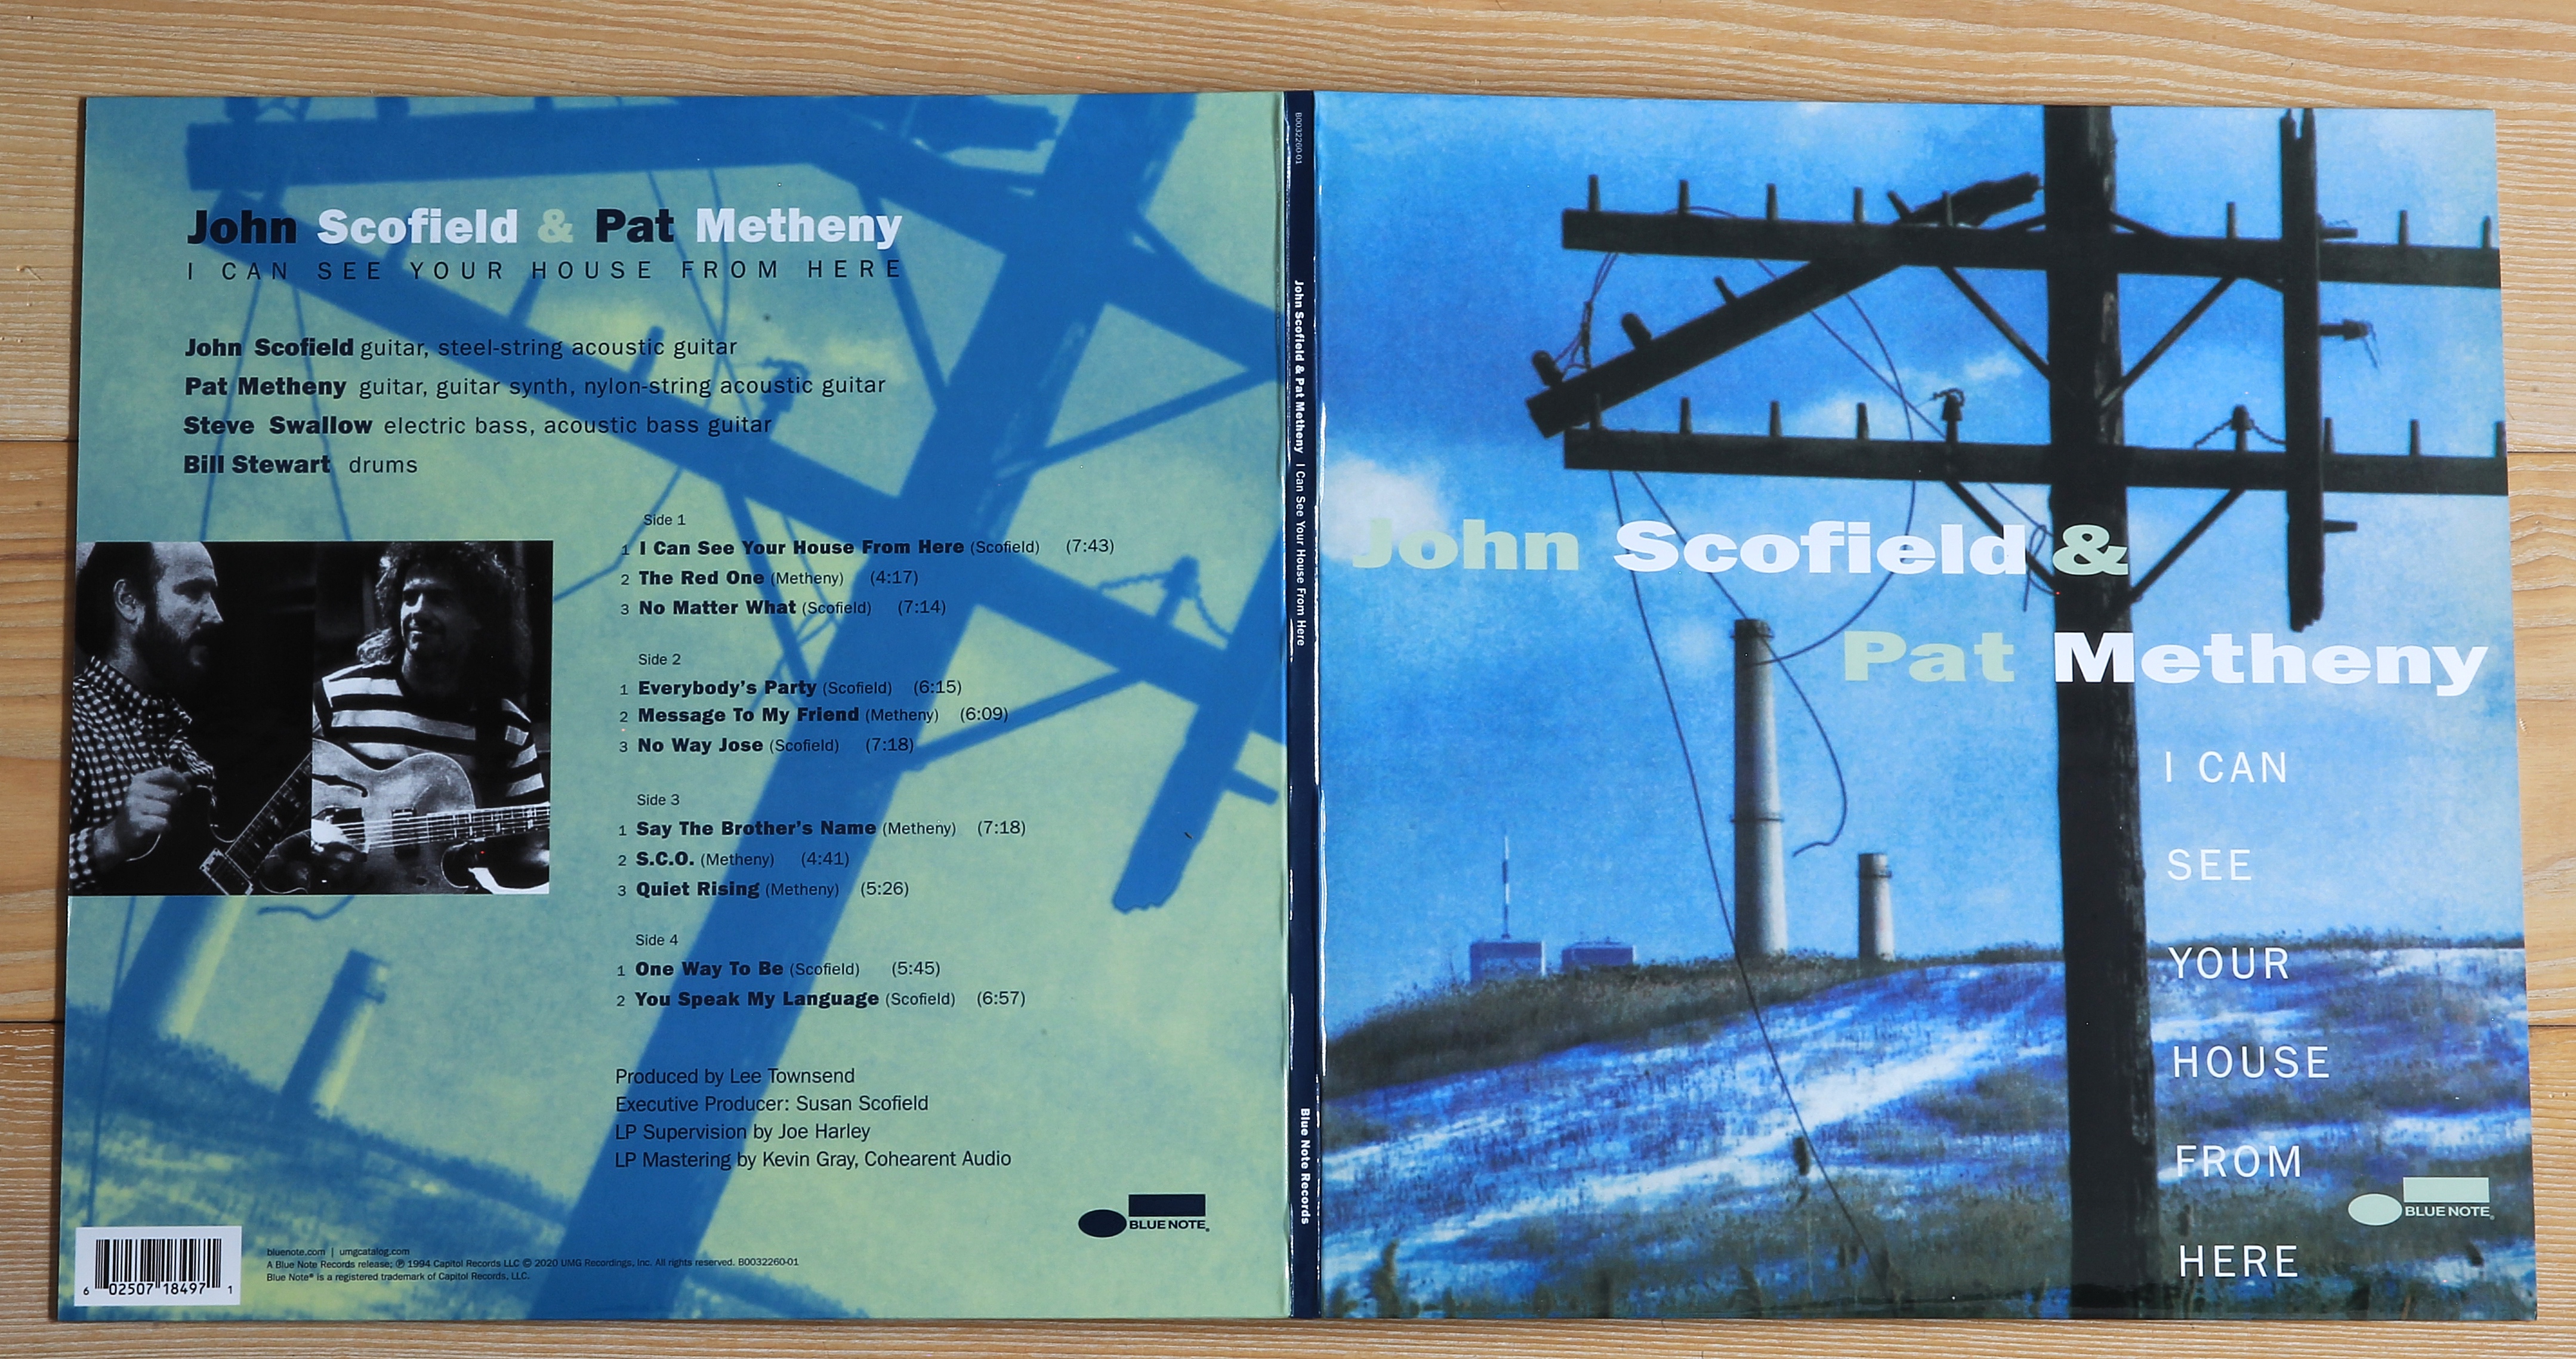 John Scofield & Pat Metheny
I CAN SEE YOUR HOUSE FROM HERE
John Scofield guitar, steel-string acoustic guitar
Pat Metheny guitar, guitar synth, nylon-string acoustic guitar
Steve Swallow electric bass, acoustic bass guitar
Bill Stewart drums
Side 1
1 I Can See Your House From Here (Scofield) (7:43)
2 The Red One (Metheny) (4:17)
3 No Matter What (Scofield) (7:14)
Side 2
1 Everybody's Party (Scofield) (6:15)
2 Message To My Friend (Metheny) (6:09)
3 No Way Jose (Scofield) (7:18)
Side 3
1 Say The Brother's Name (Metheny) (7:18)
2 S.C.O. (Metheny) (4:41)
3 Quiet Rising (Metheny) (5:26)
Side 4
1 One Way To Be (Scofield) (5:45)
2 You Speak My Language (Scofield) (6:57)
Produced by Lee Townsend
Executive Producer: Susan Scofield
LP Supervision by Joe Harley
LP Mastering by Kevin Gray, Cohearent Audio
BLUE NOTE®
6 02507 18497 1
bluenote.com | umgcatalog.com
A Blue Note Records release; ℗ 1994 Capitol Records LLC © 2020 UMG Recordings, Inc. All rights reserved. B0032260-01
Blue Note® is a registered trademark of Capitol Records, LLC.
B0032260-01
John Scofield & Pat Metheny I Can See Your House From Here
Blue Note Records
John Scofield &
Pat Metheny
I CAN
SEE
YOUR
HOUSE
FROM
HERE
BLUE NOTE®